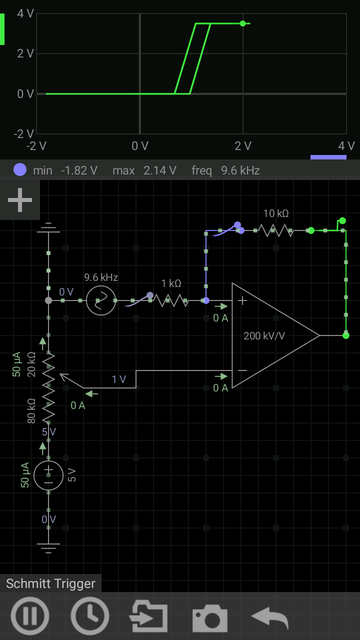 4 V
2 V
0 V
-2 V
-2 V
0 V
2 V
4 V
min -1.82 V max 2.14 V freq 9.6 kHz
10 kΩ
9.6 kHz
0 V
1 kΩ
+
0 A
200 kV/V
50 µA
20 kΩ
1 V
0 A
0 A
−
80 kΩ
5 V
50 µA
+
−
5 V
0 V
Schmitt Trigger